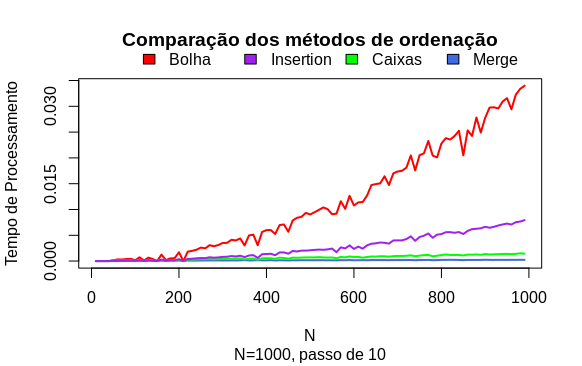 Comparação dos métodos de ordenação
Bolha Insertion Caixas Merge
Tempo de Processamento
0.030
0.015
0.000
0 200 400 600 800 1000
N
N=1000, passo de 10